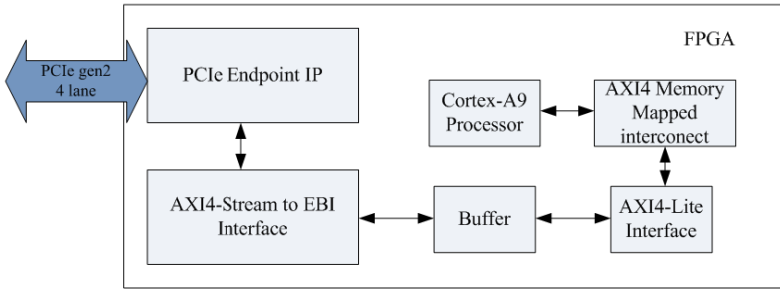 FPGA
PCIe gen2
4 lane
PCIe Endpoint IP
Cortex-A9
Processor
AXI4 Memory
Mapped
interconect
AXI4-Stream to EBI
Interface
Buffer
AXI4-Lite
Interface